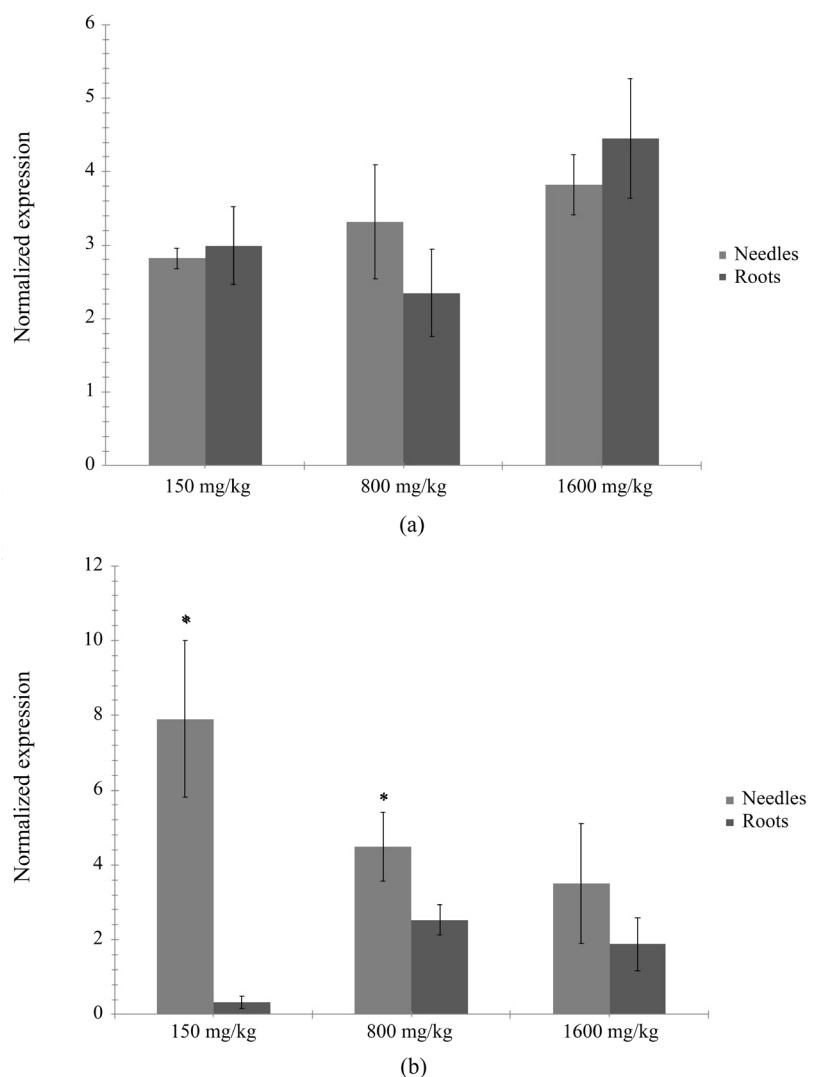 6
5
4
3
2
1
0
Normalized expression
150 mg/kg
800 mg/kg
1600 mg/kg
Needles
Roots
(a)
12
10
8
6
4
2
0
Normalized expression
*
*
150 mg/kg
800 mg/kg
1600 mg/kg
Needles
Roots
(b)